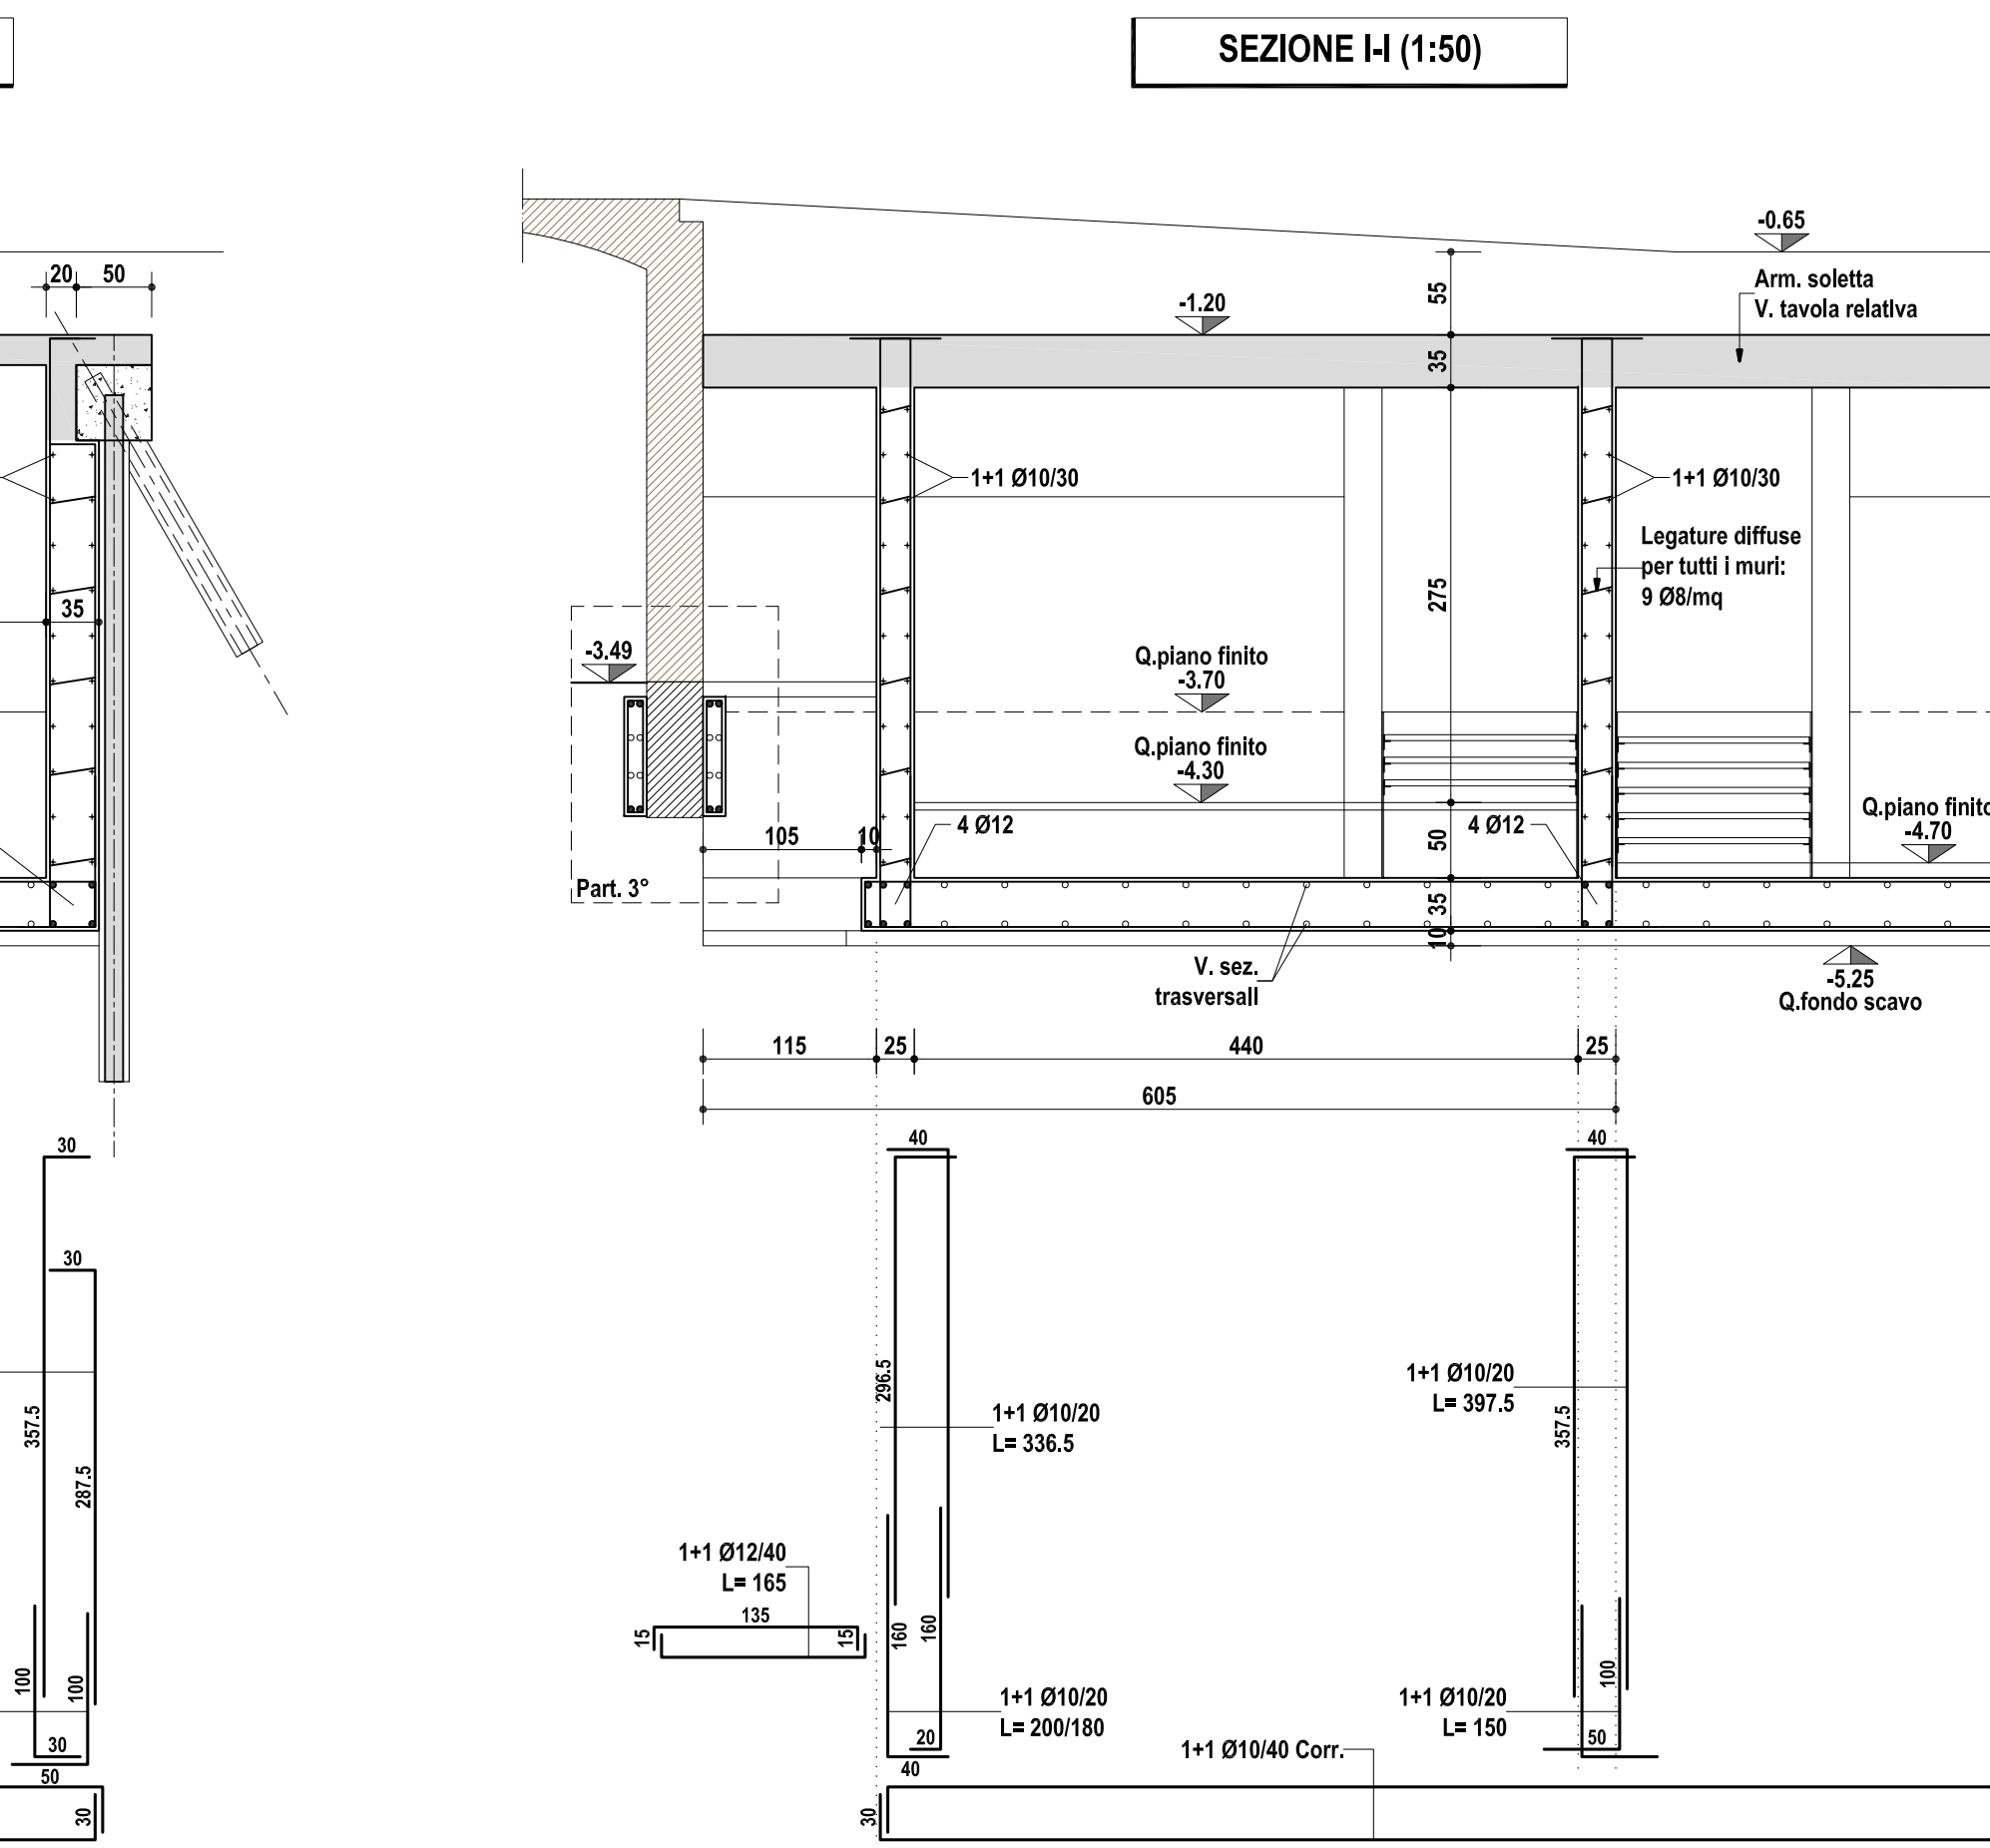 SEZIONE I-I (1:50)
-0.65
20
50
Arm. soletta
V. tavola relativa
55
-1.20
35
1+1 Ø10/30
1+1 Ø10/30
Legature diffuse
per tutti i muri:
9 Ø8/mq
275
35
-3.49
Q.piano finito
-3.70
Q.piano finito
-4.30
Q.piano finito
-4.70
105
10
4 Ø12
4 Ø12
50
Part. 3°
35
10
V. sez.
trasversali
-5.25
Q.fondo scavo
115
25
440
25
605
30
40
40
30
296.5
1+1 Ø10/20
L= 336.5
1+1 Ø10/20
L= 397.5
357.5
357.5
287.5
1+1 Ø12/40
L= 165
135
15
15
160
160
100
100
100
1+1 Ø10/20
L= 200/180
1+1 Ø10/20
L= 150
30
20
50
50
40
1+1 Ø10/40 Corr.
30
30